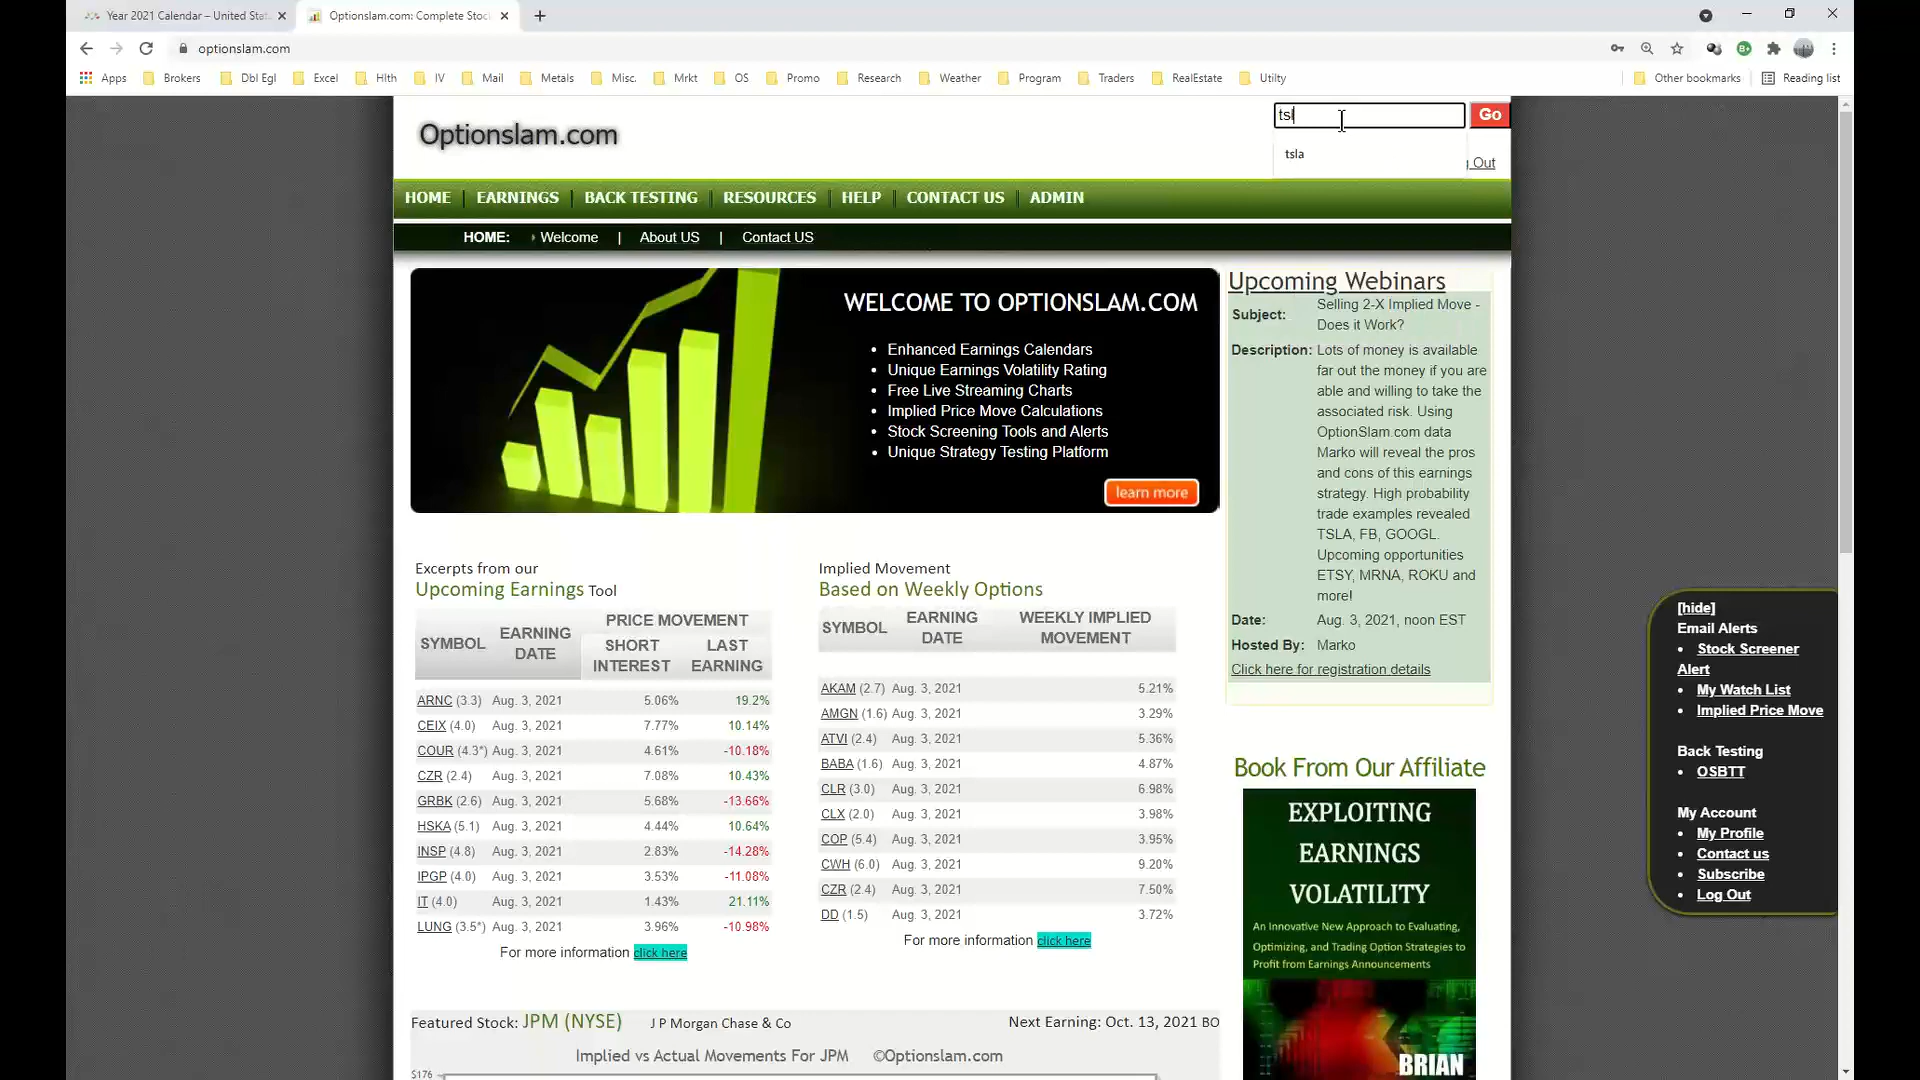 Year 2021 Calendar – United Stat
Optionslam.com: Complete Stoc
optionslam.com
Apps
Brokers
Dbl Egl
Excel
Hlth
IV
Mail
Metals
Misc.
Mrkt
OS
Promo
Research
Weather
Program
Traders
RealEstate
Utilty
Other bookmarks
Reading list
Optionslam.com
tsl
Go
tsla
Out
HOME
EARNINGS
BACK TESTING
RESOURCES
HELP
CONTACT US
ADMIN
HOME:
Welcome | About US | Contact US
WELCOME TO OPTIONSLAM.COM
• Enhanced Earnings Calendars
• Unique Earnings Volatility Rating
• Free Live Streaming Charts
• Implied Price Move Calculations
• Stock Screening Tools and Alerts
• Unique Strategy Testing Platform
learn more
Upcoming Webinars
Subject: Selling 2-X Implied Move -
Does it Work?
Description: Lots of money is available
far out the money if you are
able and willing to take the
associated risk. Using
OptionSlam.com data
Marko will reveal the pros
and cons of this earnings
strategy. High probability
trade examples revealed
TSLA, FB, GOOGL.
Upcoming opportunities
ETSY, MRNA, ROKU and
more!
Date: Aug. 3, 2021, noon EST
Hosted By: Marko
Click here for registration details
Excerpts from our
Upcoming Earnings Tool
SYMBOL
EARNING
DATE
PRICE MOVEMENT
SHORT
INTEREST
LAST
EARNING
ARNC (3.3) Aug. 3, 2021 5.06% 19.2%
CEIX (4.0) Aug. 3, 2021 7.77% 10.14%
COUR (4.3*) Aug. 3, 2021 4.61% -10.18%
CZR (2.4) Aug. 3, 2021 7.08% 10.43%
GRBK (2.6) Aug. 3, 2021 5.68% -13.66%
HSKA (5.1) Aug. 3, 2021 4.44% 10.64%
INSP (4.8) Aug. 3, 2021 2.83% -14.28%
IPGP (4.0) Aug. 3, 2021 3.53% -11.08%
IT (4.0) Aug. 3, 2021 1.43% 21.11%
LUNG (3.5*) Aug. 3, 2021 3.96% -10.98%
For more information click here
Implied Movement
Based on Weekly Options
SYMBOL
EARNING
DATE
WEEKLY IMPLIED
MOVEMENT
AKAM (2.7) Aug. 3, 2021 5.21%
AMGN (1.6) Aug. 3, 2021 3.29%
ATVI (2.4) Aug. 3, 2021 5.36%
BABA (1.6) Aug. 3, 2021 4.87%
CLR (3.0) Aug. 3, 2021 6.98%
CLX (2.0) Aug. 3, 2021 3.98%
COP (5.4) Aug. 3, 2021 3.95%
CWH (6.0) Aug. 3, 2021 9.20%
CZR (2.4) Aug. 3, 2021 7.50%
DD (1.5) Aug. 3, 2021 3.72%
For more information click here
Book From Our Affiliate
EXPLOITING
EARNINGS
VOLATILITY
An Innovative New Approach to Evaluating,
Optimizing, and Trading Option Strategies to
Profit from Earnings Announcements
BRIAN
[hide]
Email Alerts
• Stock Screener
Alert
• My Watch List
• Implied Price Move
Back Testing
• OSBTT
My Account
• My Profile
• Contact us
• Subscribe
• Log Out
Featured Stock: JPM (NYSE) J P Morgan Chase & Co Next Earning: Oct. 13, 2021 BO
Implied vs Actual Movements For JPM ©Optionslam.com
$176